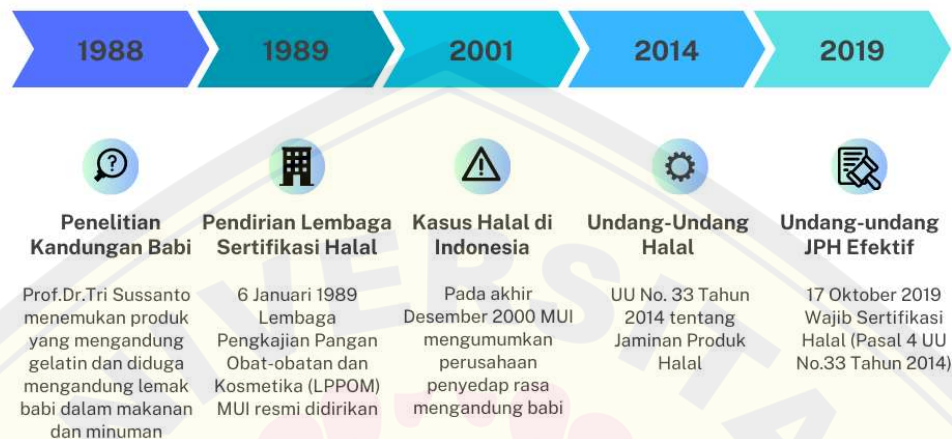 1988
1989
2001
2014
2019
Penelitian
Kandungan Babi
Prof.Dr.Tri Sussanto
menemukan produk
yang mengandung
gelatin dan diduga
mengandung lemak
babi dalam makanan
dan minuman
Pendirian Lembaga
Sertifikasi Halal
6 Januari 1989
Lembaga
Pengkajian Pangan
Obat-obatan dan
Kosmetika (LPPOM)
MUI resmi didirikan
Kasus Halal di
Indonesia
Pada akhir
Desember 2000 MUI
mengumumkan
perusahaan
penyedap rasa
mengandung babi
Undang-Undang
Halal
UU No. 33 Tahun
2014 tentang
Jaminan Produk
Halal
Undang-undang
JPH Efektif
17 Oktober 2019
Wajib Sertifikasi
Halal (Pasal 4 UU
No.33 Tahun 2014)